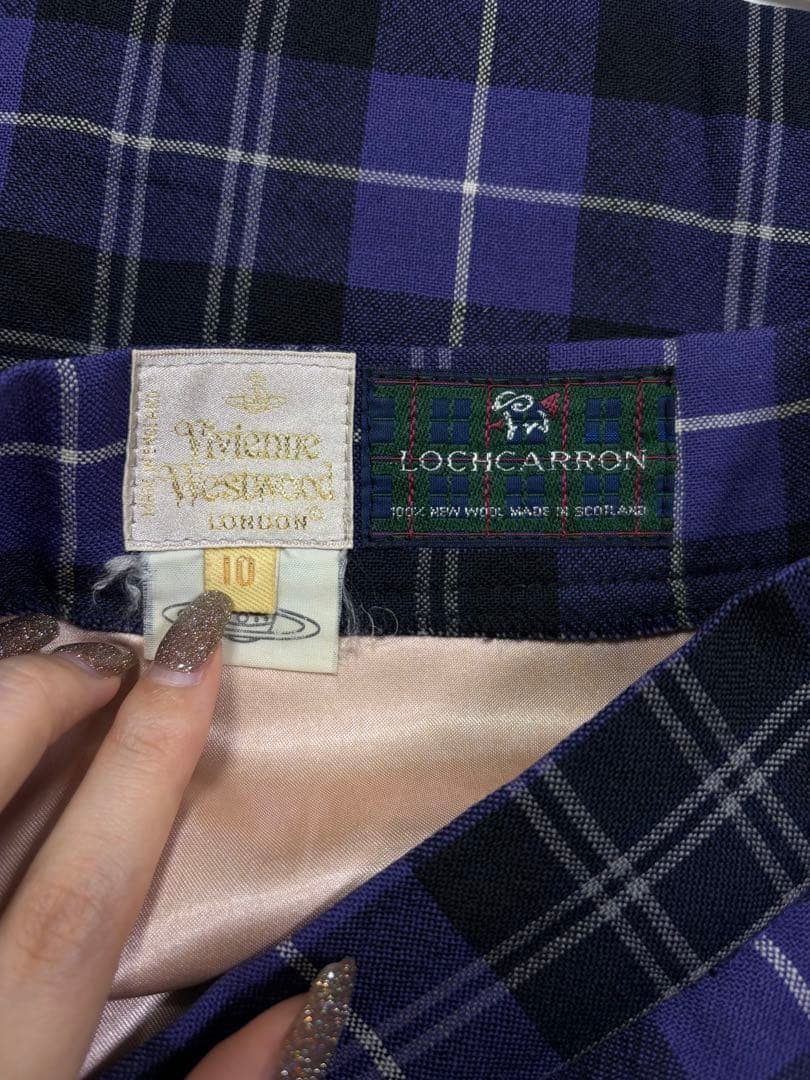 MADE IN ENGLAND
Vivienne
Westwood
LONDON®
10
LOCHCARRON
100% NEW WOOL MADE IN SCOTLAND